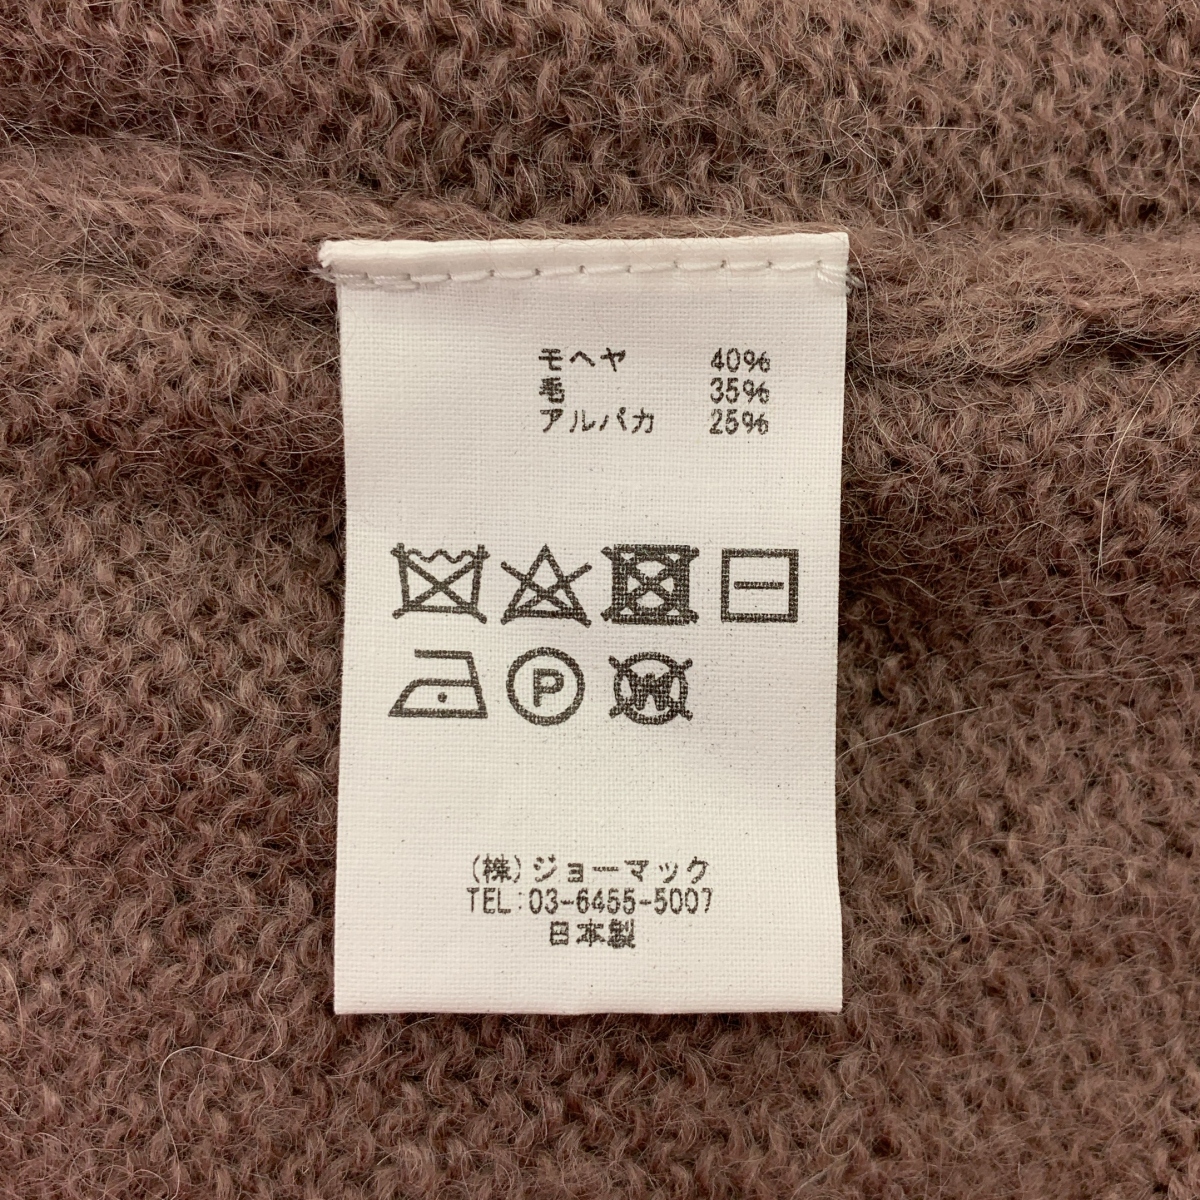 モヘヤ 40%
毛 35%
アルパカ 25%
P W
(株)ジョーマック
TEL:03-6455-5007
日本製